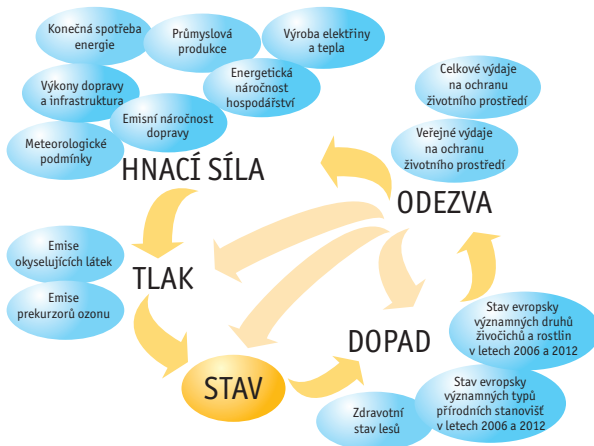 Konečná spotřeba
energie
Průmyslová
produkce
Výroba elektřiny
a tepla
Výkony dopravy
a infrastruktura
Energetická
náročnost
hospodářství
Emisní náročnost
dopravy
Meteorologické
podmínky
HNACÍ SÍLA
Celkové výdaje
na ochranu
životního prostředí
Veřejné výdaje
na ochranu
životního prostředí
ODEZVA
Emise
okyselujících látek
Emise
prekurzorů ozonu
TLAK
STAV
DOPAD
Stav evropsky
významných druhů
živočichů a rostlin
v letech 2006 a 2012
Stav evropsky
významných typů
přírodních stanovišť
v letech 2006 a 2012
Zdravotní
stav lesů